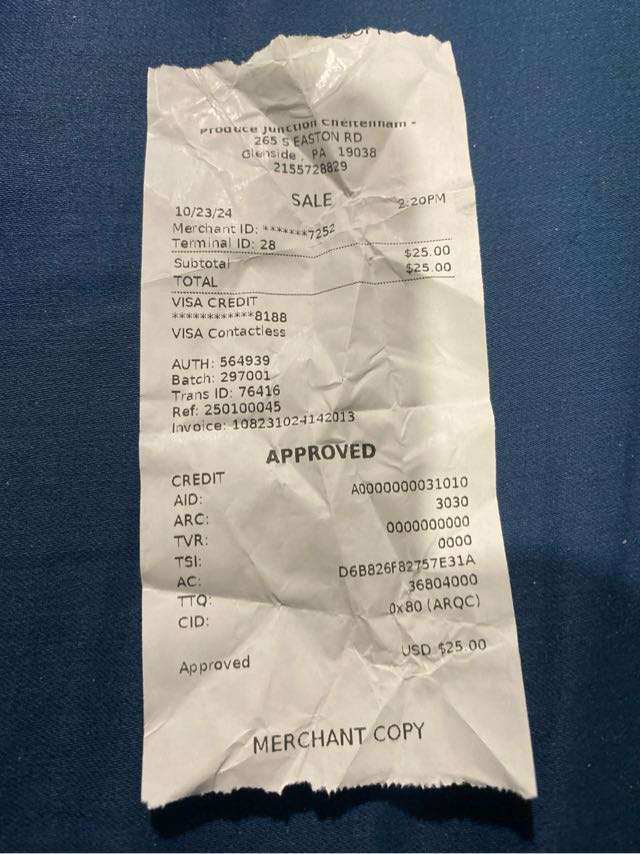 Produce Junction Cheltenham -
265 S EASTON RD
Glenside, PA 19038
2155728829
SALE
10/23/24 2:20PM
Merchant ID: *******7252
Terminal ID: 28
Subtotal $25.00
TOTAL $25.00
VISA CREDIT
************8188
VISA Contactless
AUTH: 564939
Batch: 297001
Trans ID: 76416
Ref: 250100045
Invoice: 108231024142013
APPROVED
CREDIT
AID: A0000000031010
ARC: 3030
TVR: 0000000000
TSI: 0000
AC: D6B826F82757E31A
TTQ: 36804000
CID: 0x80 (ARQC)
Approved USD $25.00
MERCHANT COPY